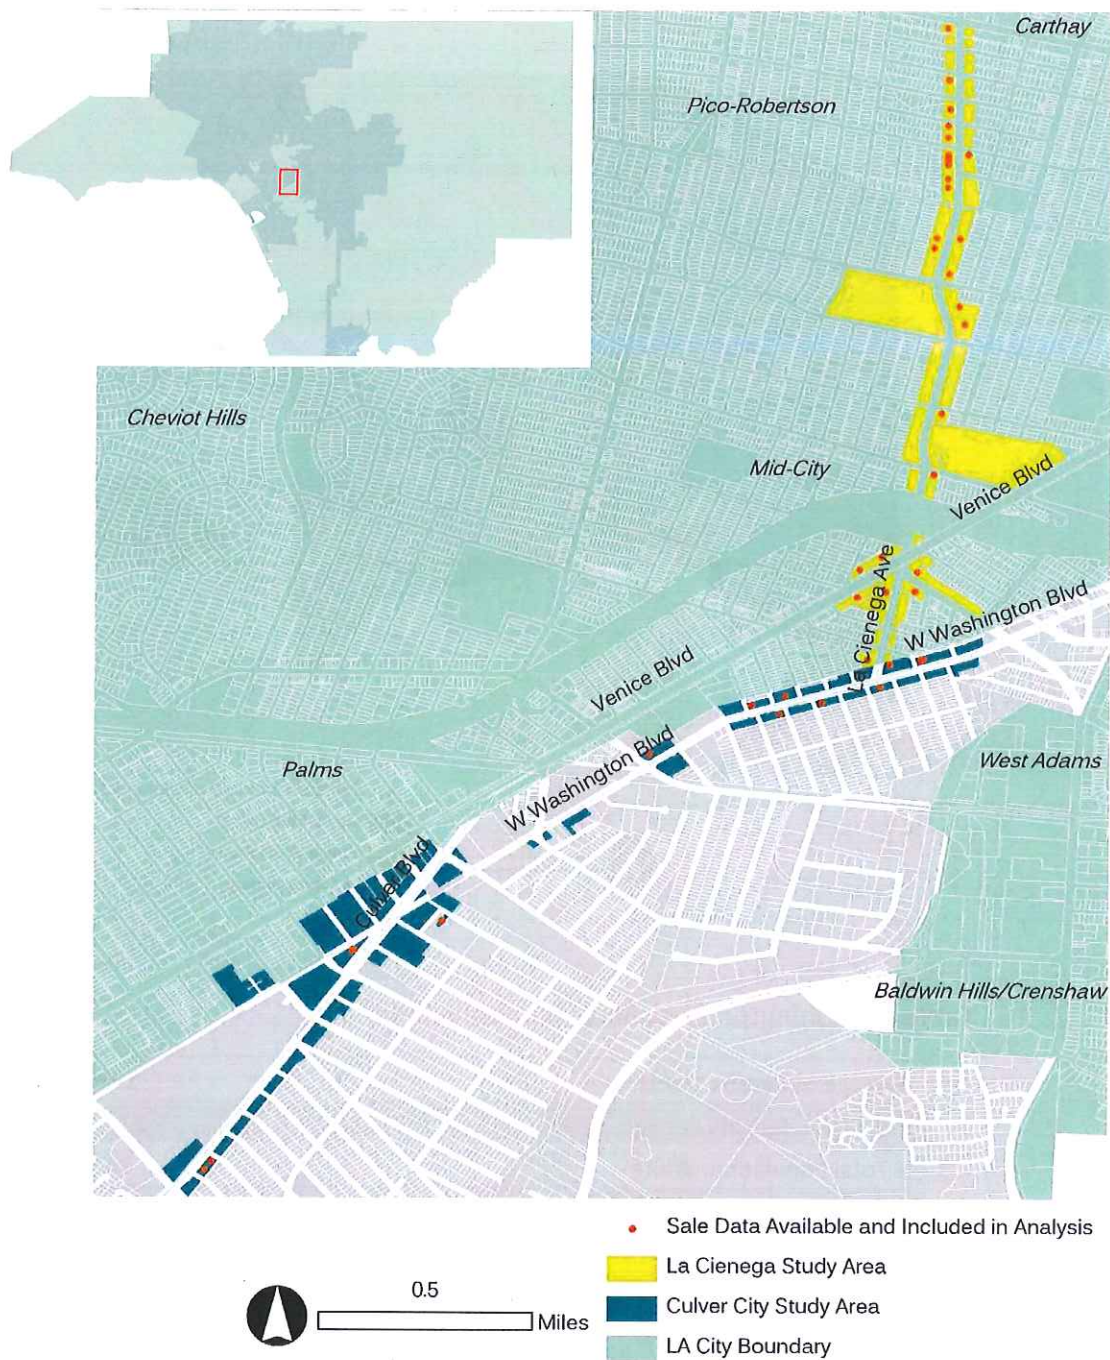 Carthay
Pico-Robertson
Cheviot Hills
Mid-City
Venice Blvd
La Cienega Ave
W Washington Blvd
Venice Blvd
W Washington Blvd
West Adams
Palms
Culver Blvd
Baldwin Hills/Crenshaw
Sale Data Available and Included in Analysis
La Cienega Study Area
0.5
Miles
Culver City Study Area
LA City Boundary